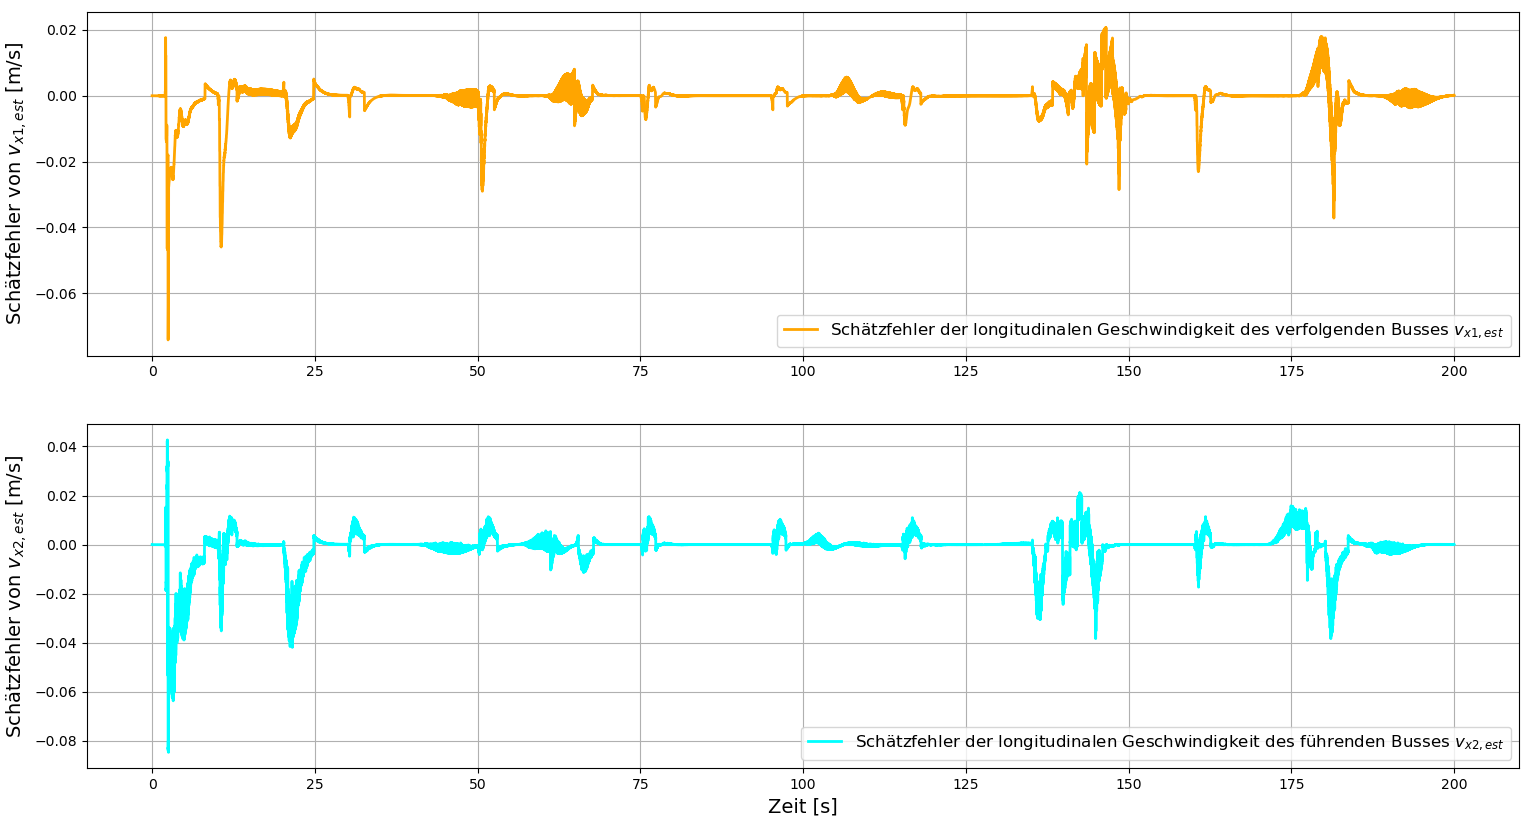 Schätzfehler von v_{x1, est} [m/s]
0.02
0.00
−0.02
−0.04
−0.06
Schätzfehler der longitudinalen Geschwindigkeit des verfolgenden Busses v_{x1, est}
0 25 50 75 100 125 150 175 200
Schätzfehler von v_{x2, est} [m/s]
0.04
0.02
0.00
−0.02
−0.04
−0.06
−0.08
Schätzfehler der longitudinalen Geschwindigkeit des führenden Busses v_{x2, est}
0 25 50 75 100 125 150 175 200
Zeit [s]